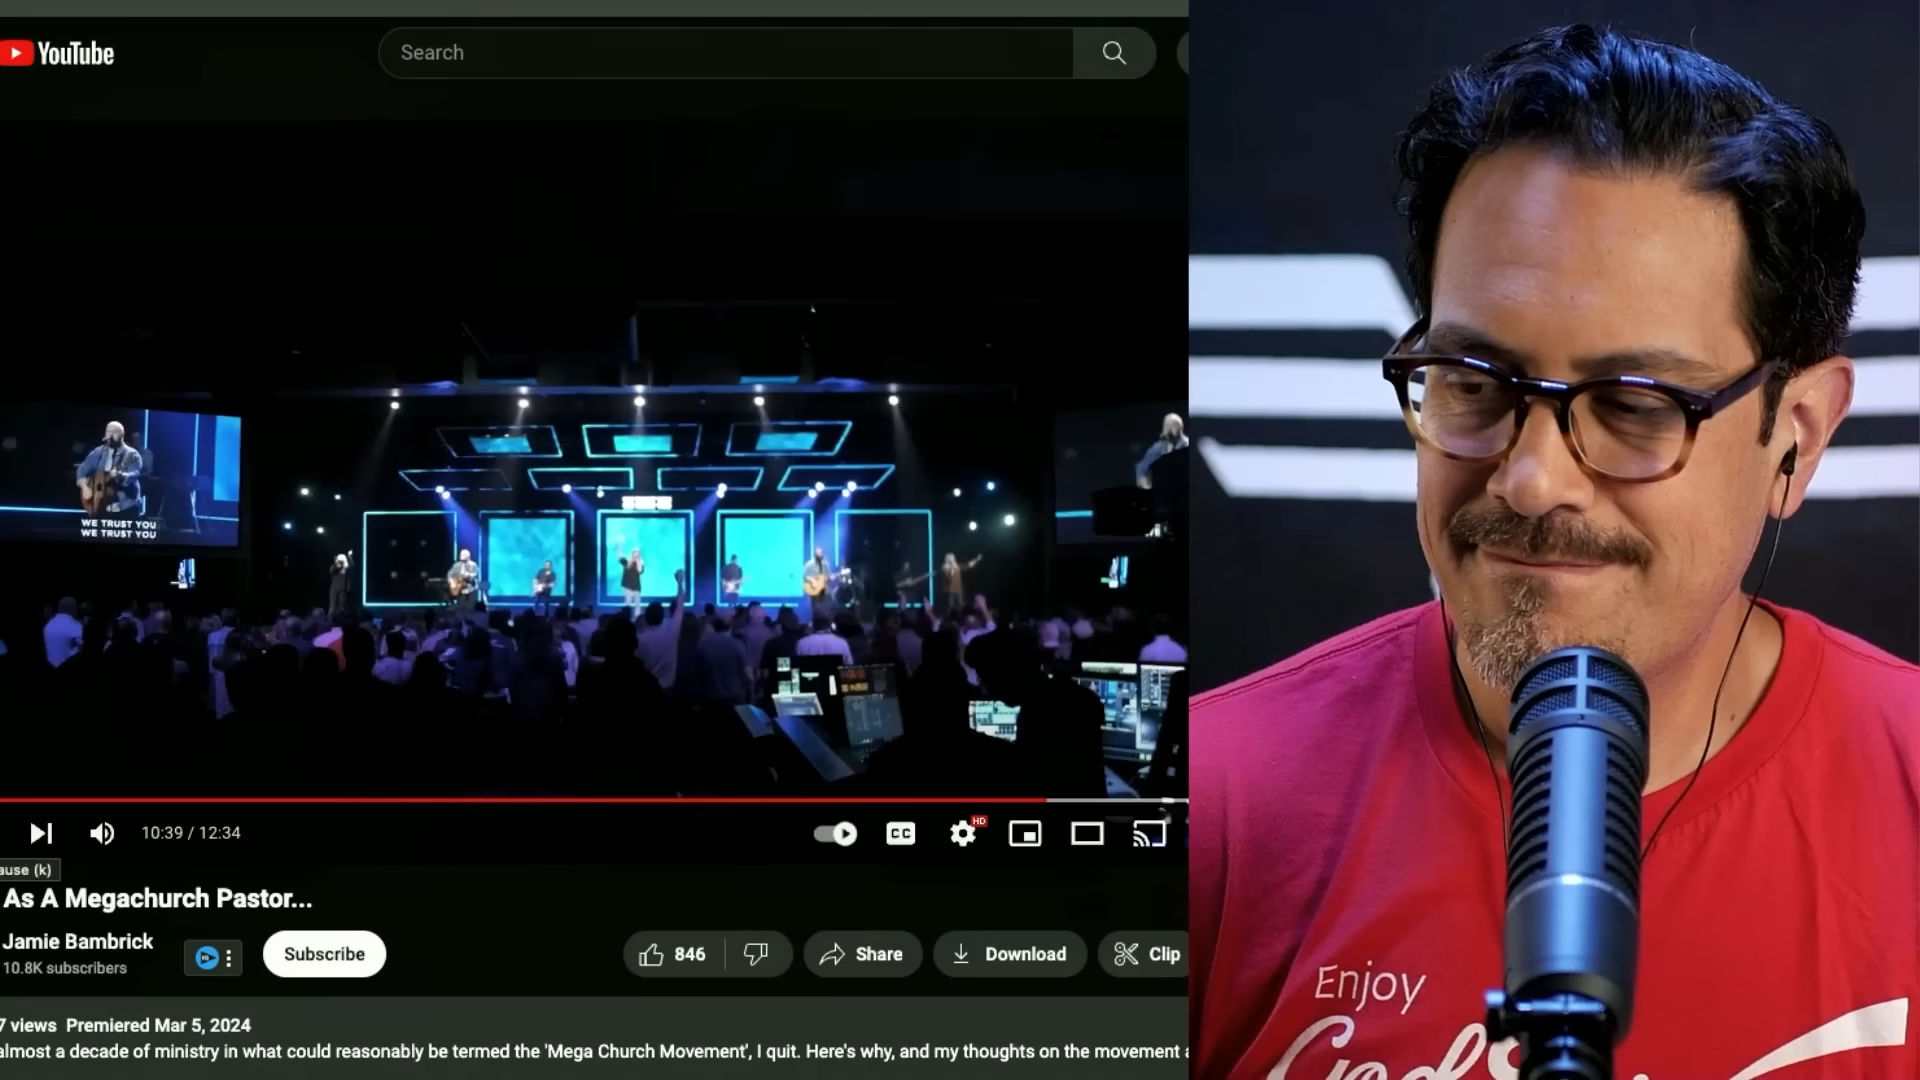 YouTube
Search
WE TRUST YOU
WE TRUST YOU
10:39 / 12:34
CC
HD
ause (k)
As A Megachurch Pastor...
Jamie Bambrick
10.8K subscribers
Subscribe
846
Share
Download
Clip
7 views Premiered Mar 5, 2024
almost a decade of ministry in what could reasonably be termed the 'Mega Church Movement', I quit. Here's why, and my thoughts on the movement a
Enjoy
God's